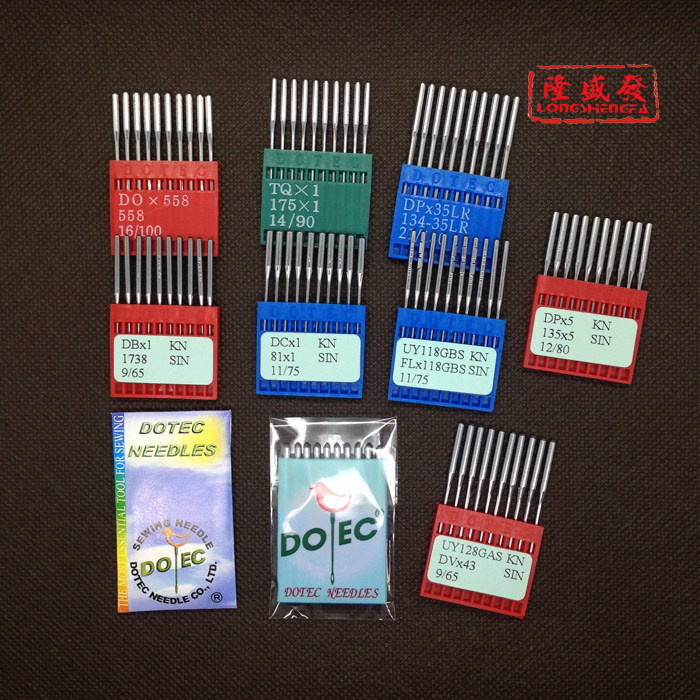 隆盛發
LONGSHENGFA
DOTEC
DO×558
558
16/100
DOTEC
TQ×1
175×1
14/90
DOTEC
DPx35LR
134-35LR
DBx1 KN
1738 SIN
9/65
DCx1 KN
81x1 SIN
11/75
UY118GBS KN
FLx118GBS SIN
11/75
DPx5 KN
135x5 SIN
12/80
DOTEC
NEEDLES
THE MOST ESSENTIAL TOOL FOR SEWING
SEWING NEEDLE
DOTEC
DOTEC NEEDLE CO., LTD.
®
DOTEC®
DOTEC NEEDLES
UY128GAS KN
DVx43 SIN
9/65